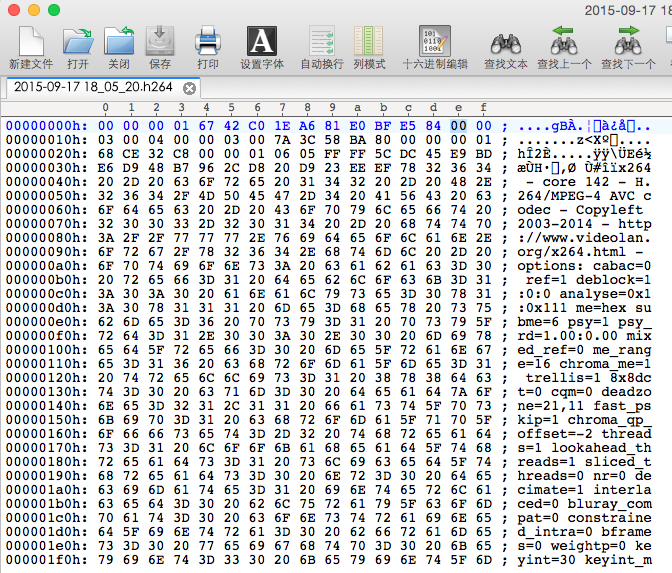 2015-09-17 18
新建文件 打开 关闭 保存 打印 设置字体 自动换行 列模式 十六进制编辑 查找文本 查找上一个 查找下一个
2015-09-17 18_05_20.h264
0 1 2 3 4 5 6 7 8 9 a b c d e f
00000000h: 00 00 00 01 67 42 C0 1E A6 81 E0 BF E5 84 00 00 ; ....gBÀ.¦▯à¿å▯..
00000010h: 03 00 04 00 00 03 00 7A 3C 58 BA 80 00 00 00 01 ; .......z<Xº▯....
00000020h: 68 CE 32 C8 00 00 01 06 05 FF FF 5C DC 45 E9 BD ; hÎ2È.....ÿÿ\ÜEé½
00000030h: E6 D9 48 B7 96 2C D8 20 D9 23 EE EF 78 32 36 34 ; æÙH·▯,Ø Ù#îïx264
00000040h: 20 2D 20 63 6F 72 65 20 31 34 32 20 2D 20 48 2E ; - core 142 - H.
00000050h: 32 36 34 2F 4D 50 45 47 2D 34 20 41 56 43 20 63 ; 264/MPEG-4 AVC c
00000060h: 6F 64 65 63 20 2D 20 43 6F 70 79 6C 65 66 74 20 ; odec - Copyleft
00000070h: 32 30 30 33 2D 32 30 31 34 20 2D 20 68 74 74 70 ; 2003-2014 - http
00000080h: 3A 2F 2F 77 77 77 2E 76 69 64 65 6F 6C 61 6E 2E ; ://www.videolan.
00000090h: 6F 72 67 2F 78 32 36 34 2E 68 74 6D 6C 20 2D 20 ; org/x264.html -
000000a0h: 6F 70 74 69 6F 6E 73 3A 20 63 61 62 61 63 3D 30 ; options: cabac=0
000000b0h: 20 72 65 66 3D 31 20 64 65 62 6C 6F 63 6B 3D 31 ; ref=1 deblock=1
000000c0h: 3A 30 3A 30 20 61 6E 61 6C 79 73 65 3D 30 78 31 ; :0:0 analyse=0x1
000000d0h: 3A 30 78 31 31 31 20 6D 65 3D 68 65 78 20 73 75 ; :0x111 me=hex su
000000e0h: 62 6D 65 3D 36 20 70 73 79 3D 31 20 70 73 79 5F ; bme=6 psy=1 psy_
000000f0h: 72 64 3D 31 2E 30 30 3A 30 2E 30 30 20 6D 69 78 ; rd=1.00:0.00 mix
00000100h: 65 64 5F 72 65 66 3D 30 20 6D 65 5F 72 61 6E 67 ; ed_ref=0 me_rang
00000110h: 65 3D 31 36 20 63 68 72 6F 6D 61 5F 6D 65 3D 31 ; e=16 chroma_me=1
00000120h: 20 74 72 65 6C 6C 69 73 3D 31 20 38 78 38 64 63 ; trellis=1 8x8dc
00000130h: 74 3D 30 20 63 71 6D 3D 30 20 64 65 61 64 7A 6F ; t=0 cqm=0 deadzo
00000140h: 6E 65 3D 32 31 2C 31 31 20 66 61 73 74 5F 70 73 ; ne=21,11 fast_ps
00000150h: 6B 69 70 3D 31 20 63 68 72 6F 6D 61 5F 71 70 5F ; kip=1 chroma_qp_
00000160h: 6F 66 66 73 65 74 3D 2D 32 20 74 68 72 65 61 64 ; offset=-2 thread
00000170h: 73 3D 31 20 6C 6F 6F 6B 61 68 65 61 64 5F 74 68 ; s=1 lookahead_th
00000180h: 72 65 61 64 73 3D 31 20 73 6C 69 63 65 64 5F 74 ; reads=1 sliced_t
00000190h: 68 72 65 61 64 73 3D 30 20 6E 72 3D 30 20 64 65 ; hreads=0 nr=0 de
000001a0h: 63 69 6D 61 74 65 3D 31 20 69 6E 74 65 72 6C 61 ; cimate=1 interla
000001b0h: 63 65 64 3D 30 20 62 6C 75 72 61 79 5F 63 6F 6D ; ced=0 bluray_com
000001c0h: 70 61 74 3D 30 20 63 6F 6E 73 74 72 61 69 6E 65 ; pat=0 constraine
000001d0h: 64 5F 69 6E 74 72 61 3D 30 20 62 66 72 61 6D 65 ; d_intra=0 bframe
000001e0h: 73 3D 30 20 77 65 69 67 68 74 70 3D 30 20 6B 65 ; s=0 weightp=0 ke
000001f0h: 79 69 6E 74 3D 33 30 20 6B 65 79 69 6E 74 5F 6D ; yint=30 keyint_m